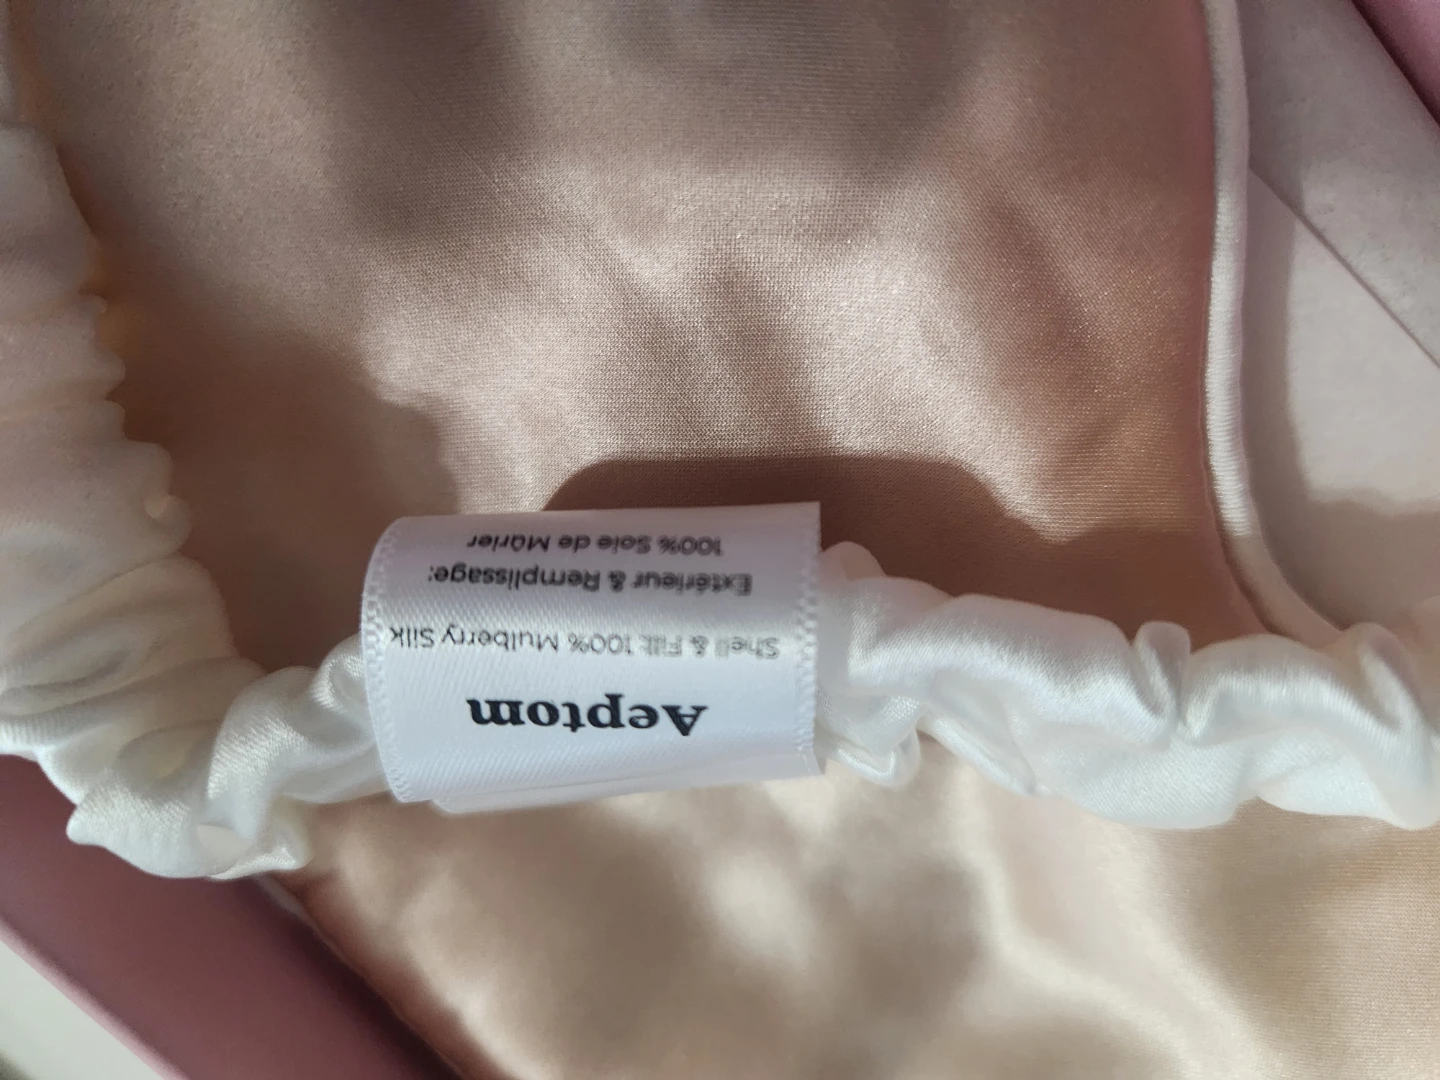 Aeptom
Shell & Fill: 100% Mulberry Silk
Extérieur & Remplissage:
100% Soie de Mûrier